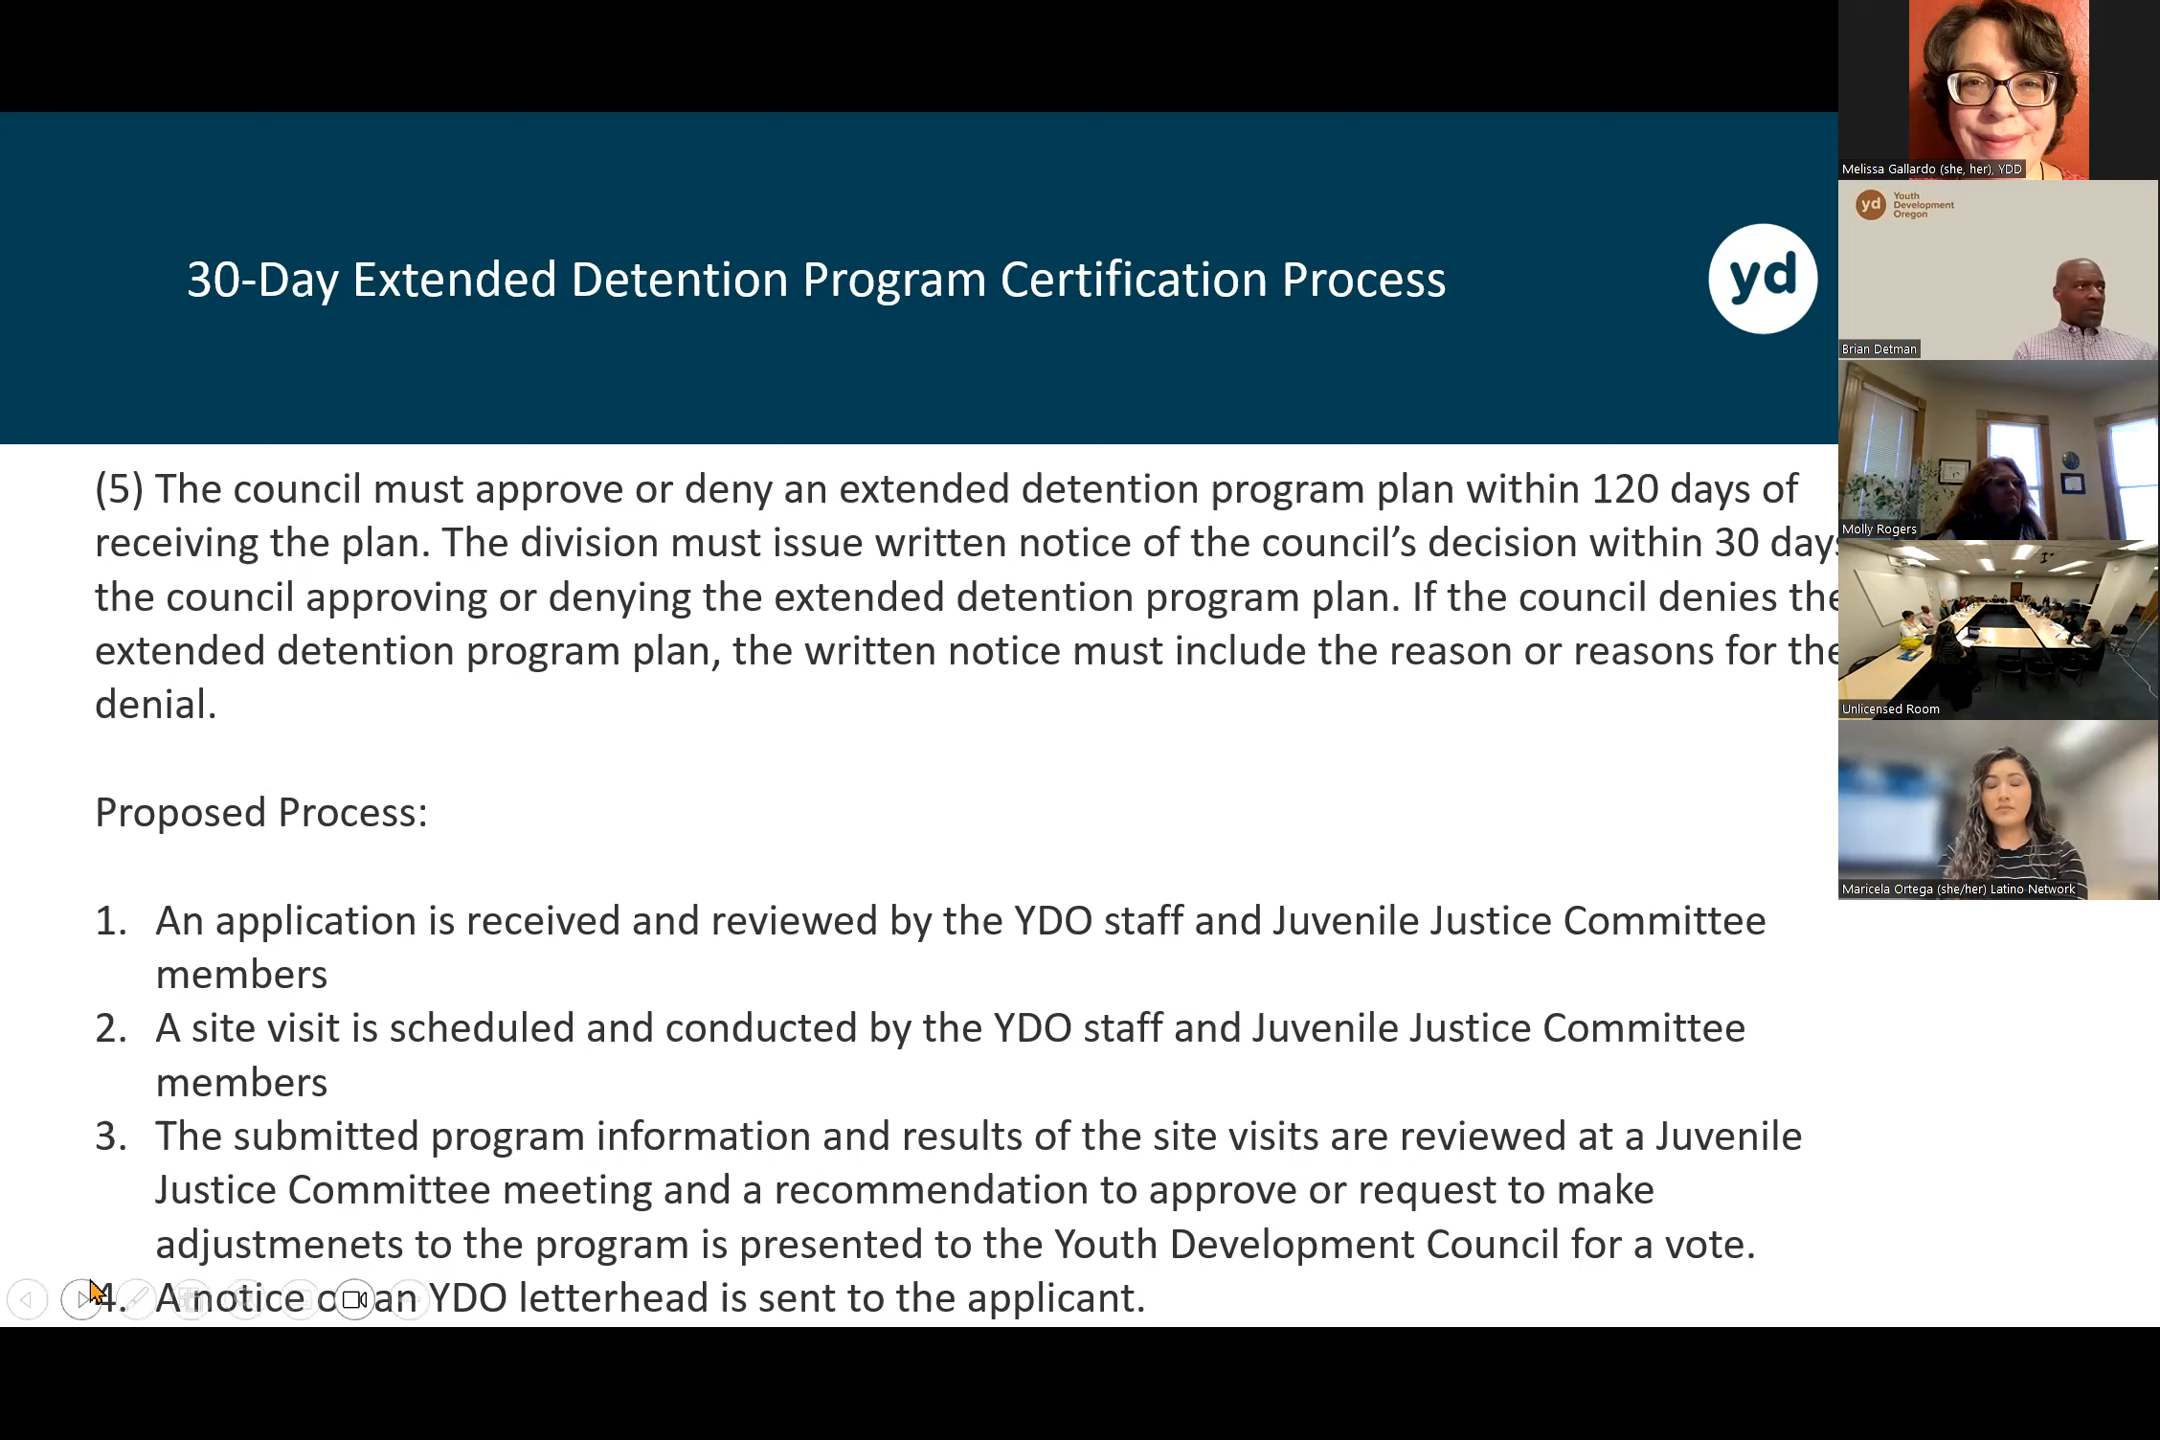 30-Day Extended Detention Program Certification Process
yd
(5) The council must approve or deny an extended detention program plan within 120 days of
receiving the plan. The division must issue written notice of the council's decision within 30 days
the council approving or denying the extended detention program plan. If the council denies the
extended detention program plan, the written notice must include the reason or reasons for the
denial.
Proposed Process:
1. An application is received and reviewed by the YDO staff and Juvenile Justice Committee
members
2. A site visit is scheduled and conducted by the YDO staff and Juvenile Justice Committee
members
3. The submitted program information and results of the site visits are reviewed at a Juvenile
Justice Committee meeting and a recommendation to approve or request to make
adjustmenets to the program is presented to the Youth Development Council for a vote.
4. A notice an YDO letterhead is sent to the applicant.
Melissa Gallardo (she, her), YDD
yd
Youth
Development
Oregon
Brian Detman
Molly Rogers
Unlicensed Room
Maricela Ortega (she/her) Latino Network